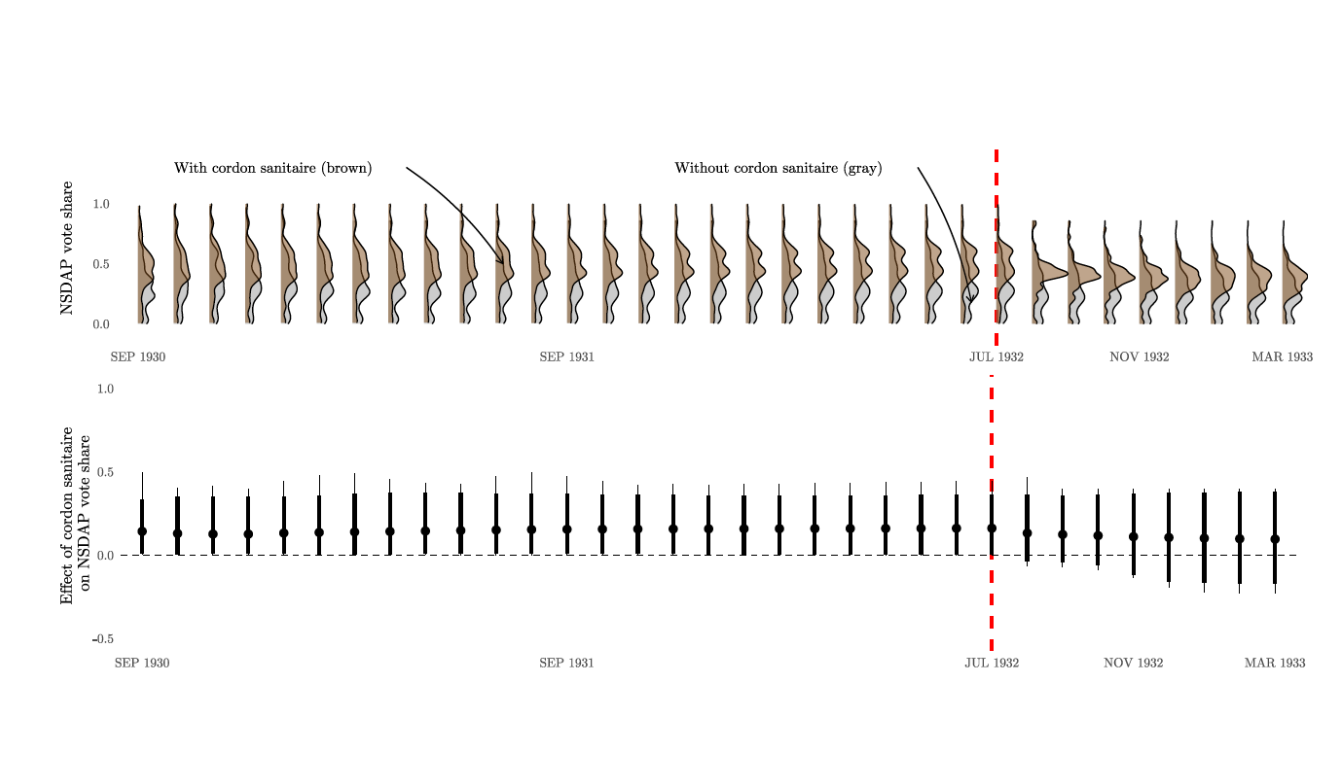 With cordon sanitaire (brown)
Without cordon sanitaire (gray)
NSDAP vote share
1.0
0.5
0.0
SEP 1930
SEP 1931
JUL 1932
NOV 1932
MAR 1933
Effect of cordon sanitaire
on NSDAP vote share
1.0
0.5
0.0
-0.5
SEP 1930
SEP 1931
JUL 1932
NOV 1932
MAR 1933